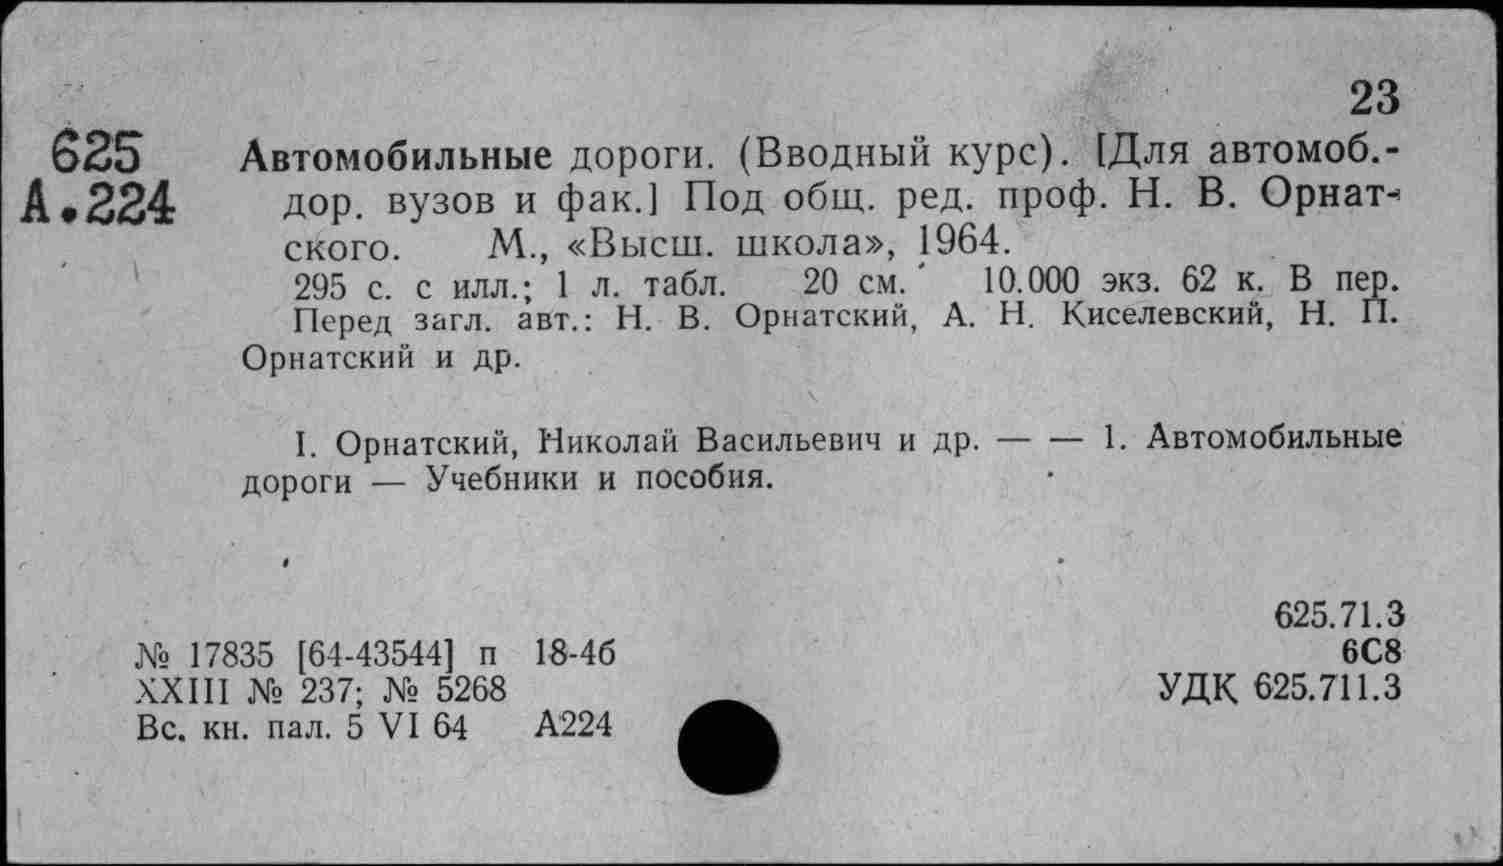 23
625
А.224
Автомобильные дороги. (Вводный курс). [Для автомоб.-
дор. вузов и фак.] Под общ. ред. проф. Н. В. Орнат-
ского. М., «Высш. школа», 1964.
295 с. с илл.; 1 л. табл. 20 см. 10.000 экз. 62 к. В пер.
Перед загл. авт.: Н. В. Орнатский, А. Н. Киселевский, Н. П.
Орнатский и др.
I. Орнатский, Николай Васильевич и др. — — 1. Автомобильные
дороги — Учебники и пособия.
625.71.3
№ 17835 [64-43544] п 18-4б
6С8
XXIII № 237; № 5268
УДК 625.711.3
Вс. кн. пал. 5 VI 64 А224